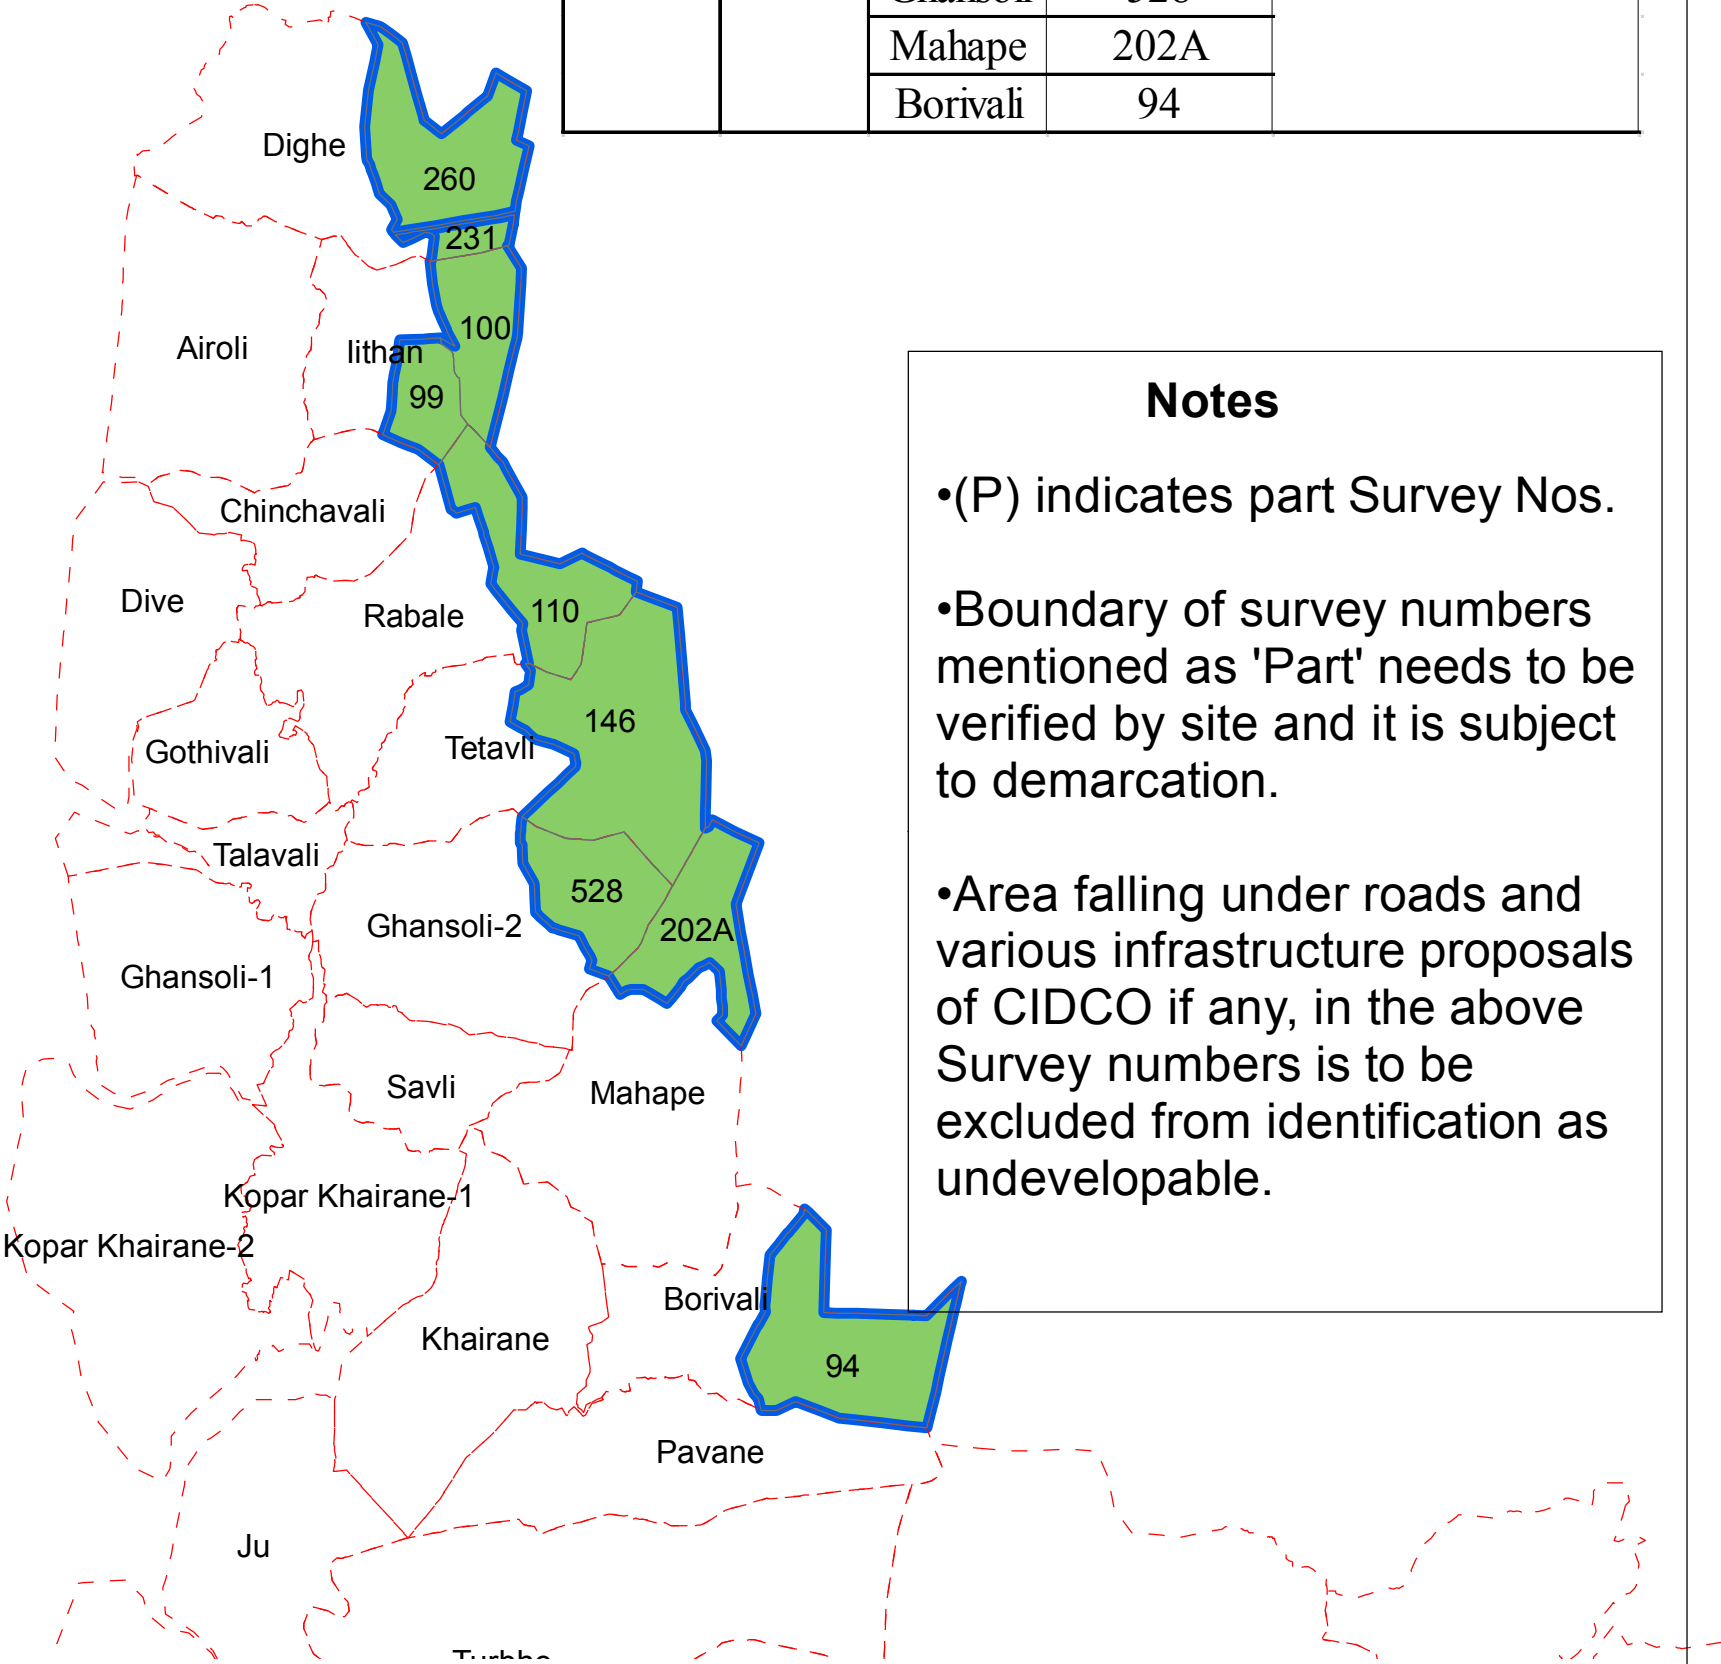 Mahape 202A
Borivali 94
Dighe
260
231
100
Airoli
Iithan
99
Notes
•(P) indicates part Survey Nos.
•Boundary of survey numbers
mentioned as 'Part' needs to be
verified by site and it is subject
to demarcation.
•Area falling under roads and
various infrastructure proposals
of CIDCO if any, in the above
Survey numbers is to be
excluded from identification as
undevelopable.
Chinchavali
Dive
Rabale
110
146
Gothivali
Tetavli
Talavali
528
Ghansoli-2
202A
Ghansoli-1
Savli
Mahape
Kopar Khairane-1
Kopar Khairane-2
Borivali
Khairane
94
Pavane
Ju